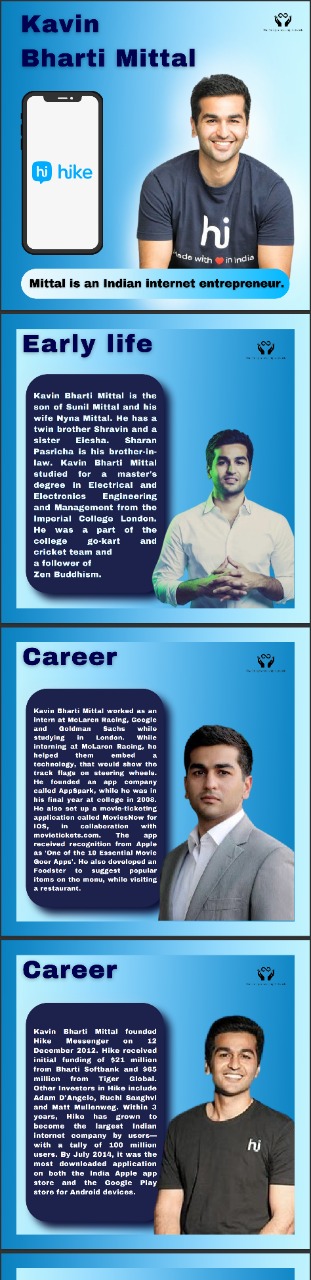 Kavin
Bharti Mittal
hi hike
hi
made with ❤ in India
Mittal is an Indian internet entrepreneur.
Early life
Kavin Bharti Mittal is the
son of Sunil Mittal and his
wife Nyna Mittal. He has a
twin brother Shravin and a
sister Eiesha. Sharan
Pasricha is his brother-in-
law. Kavin Bharti Mittal
studied for a master's
degree in Electrical and
Electronics Engineering
and Management from the
Imperial College London.
He was a part of the
college go-kart and
cricket team and
a follower of
Zen Buddhism.
Career
Kavin Bharti Mittal worked as an
intern at McLaren Racing, Google
and Goldman Sachs while
studying in London. While
interning at McLaren Racing, he
helped them embed a
technology, that would show the
track flags on steering wheels.
He founded an app company
called AppSpark, while he was in
his final year at college in 2008.
He also set up a movie-ticketing
application called MoviesNow for
iOS, in collaboration with
movietickets.com. The app
received recognition from Apple
as 'One of the 10 Essential Movie
Goer Apps'. He also developed an
Foodster to suggest popular
items on the menu, while visiting
a restaurant.
Career
Kavin Bharti Mittal founded
Hike Messenger on 12
December 2012. Hike received
initial funding of $21 million
from Bharti Softbank and $65
million from Tiger Global.
Other investors in Hike include
Adam D'Angelo, Ruchi Sanghvi
and Matt Mullenweg. Within 3
years, Hike has grown to
become the largest Indian
internet company by users—
with a tally of 100 million
users. By July 2014, it was the
most downloaded application
on both the India Apple app
store and the Google Play
store for Android devices.
hi